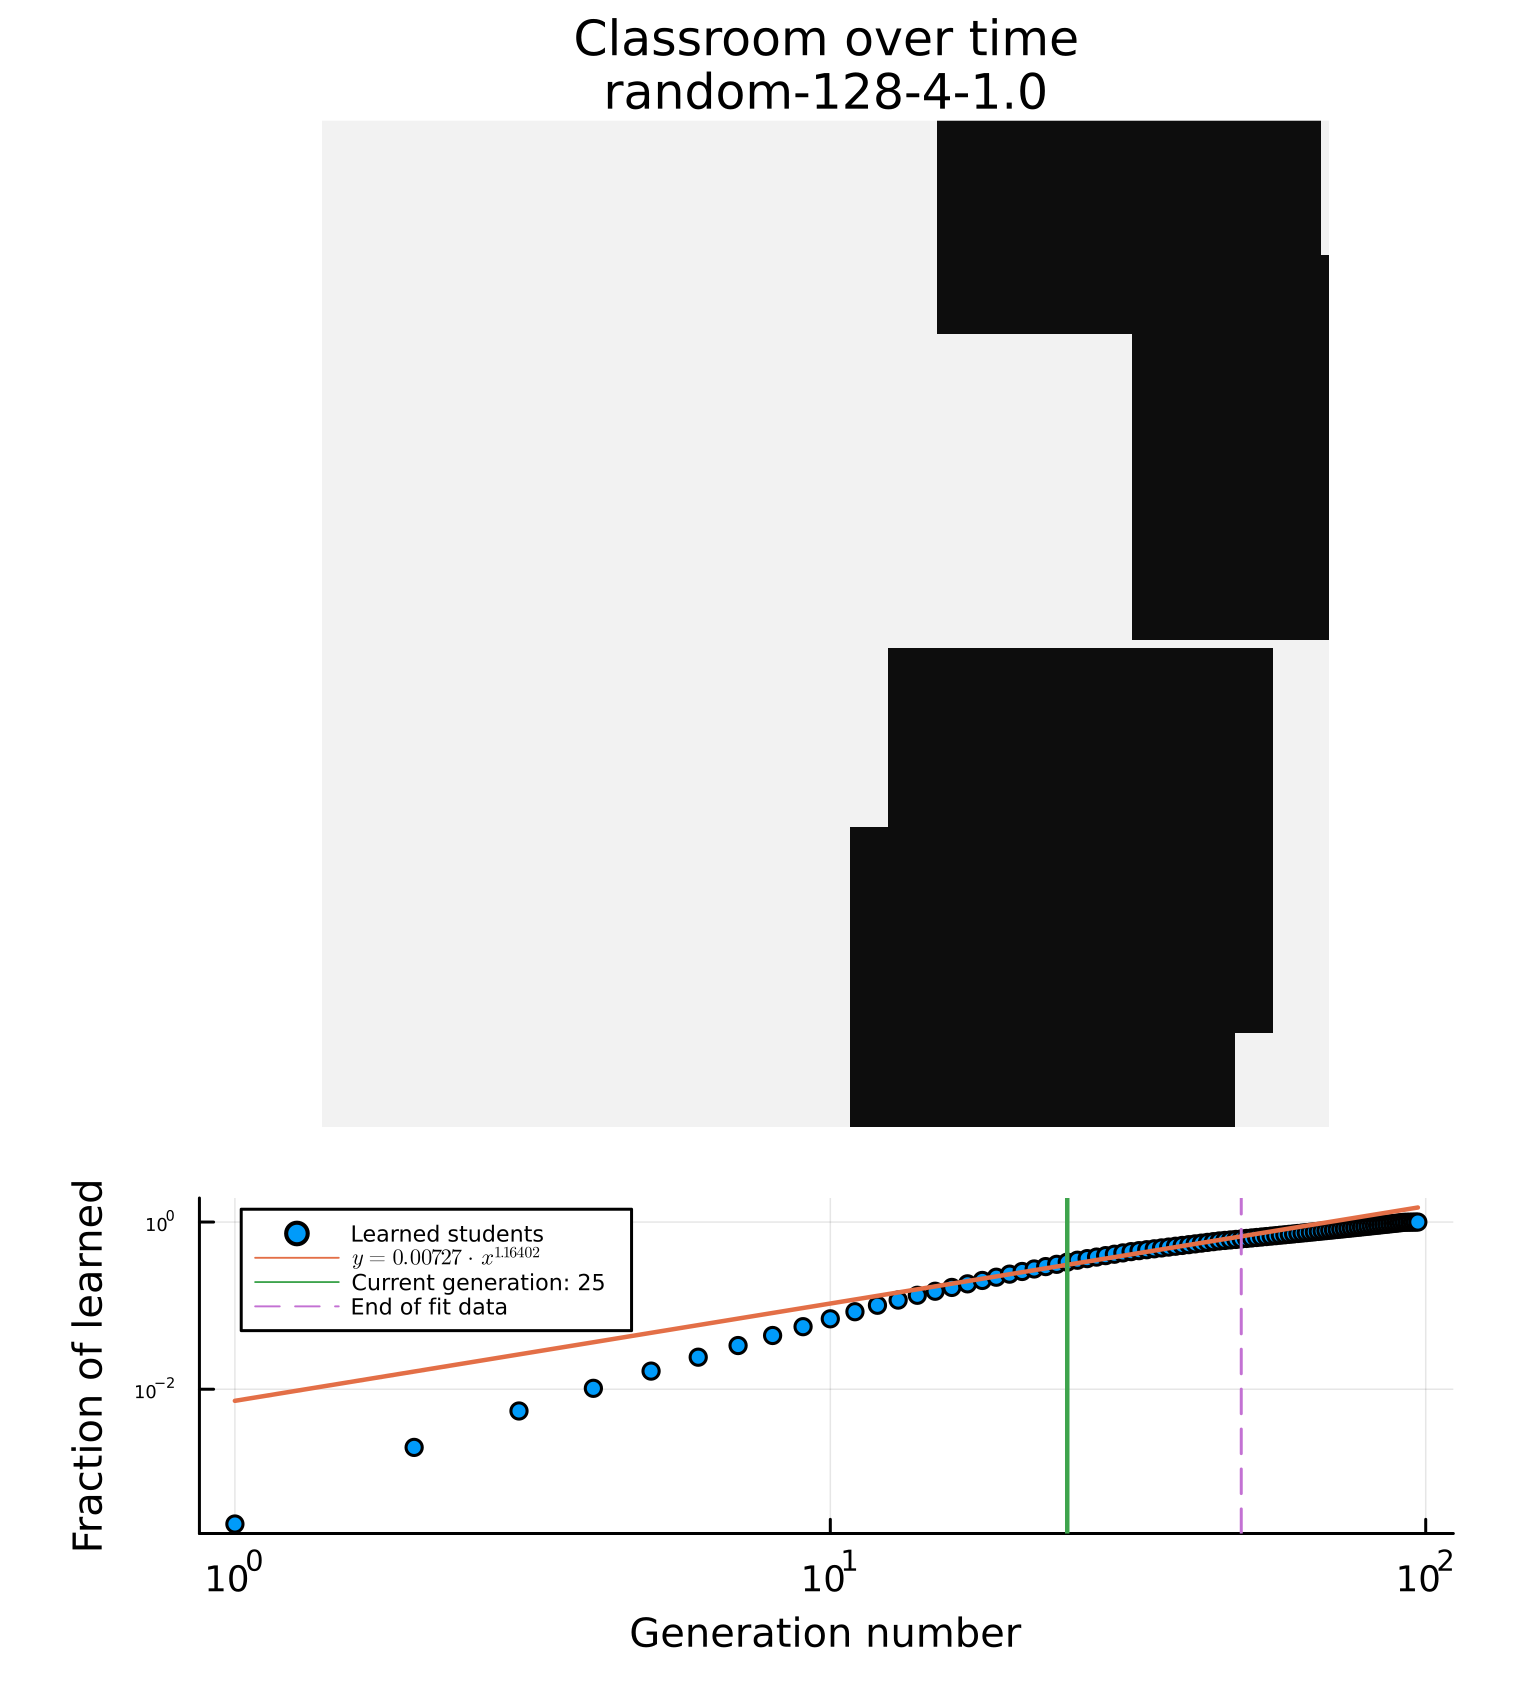 Classroom over time
random-128-4-1.0
Fraction of learned
10^0
10^-2
Learned students
y = 0.00727 · x^1.16402
Current generation: 25
End of fit data
10^0 10^1 10^2
Generation number